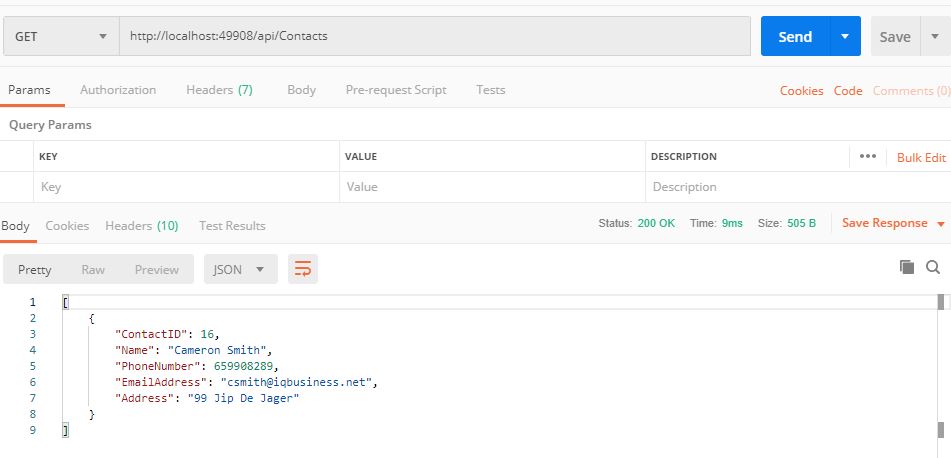 GET http://localhost:49908/api/Contacts Send Save
Params Authorization Headers (7) Body Pre-request Script Tests Cookies Code Comments (0)
Query Params
KEY VALUE DESCRIPTION ••• Bulk Edit
Key Value Description
Body Cookies Headers (10) Test Results Status: 200 OK Time: 9ms Size: 505 B Save Response
Pretty Raw Preview JSON
1 [
2 {
3 "ContactID": 16,
4 "Name": "Cameron Smith",
5 "PhoneNumber": 659908289,
6 "EmailAddress": "csmith@iqbusiness.net",
7 "Address": "99 Jip De Jager"
8 }
9 ]